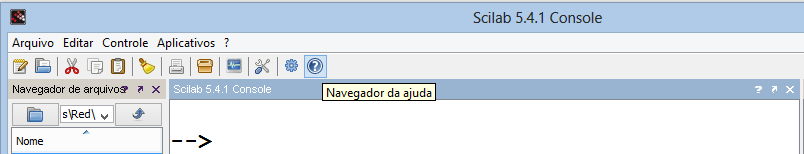 Scilab 5.4.1 Console
Arquivo Editar Controle Aplicativos ?
Navegador de arquivos ? ↗ ×
Scilab 5.4.1 Console ? ↗ ×
Navegador da ajuda
s\Red\
Nome
-->